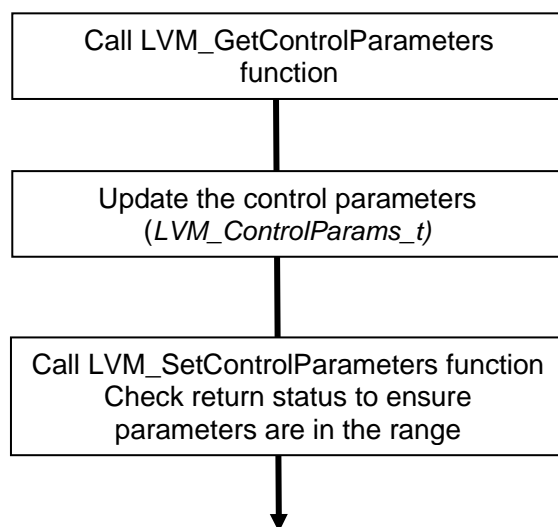 Call LVM_GetControlParameters
function
Update the control parameters
(LVM_ControlParams_t)
Call LVM_SetControlParameters function
Check return status to ensure
parameters are in the range